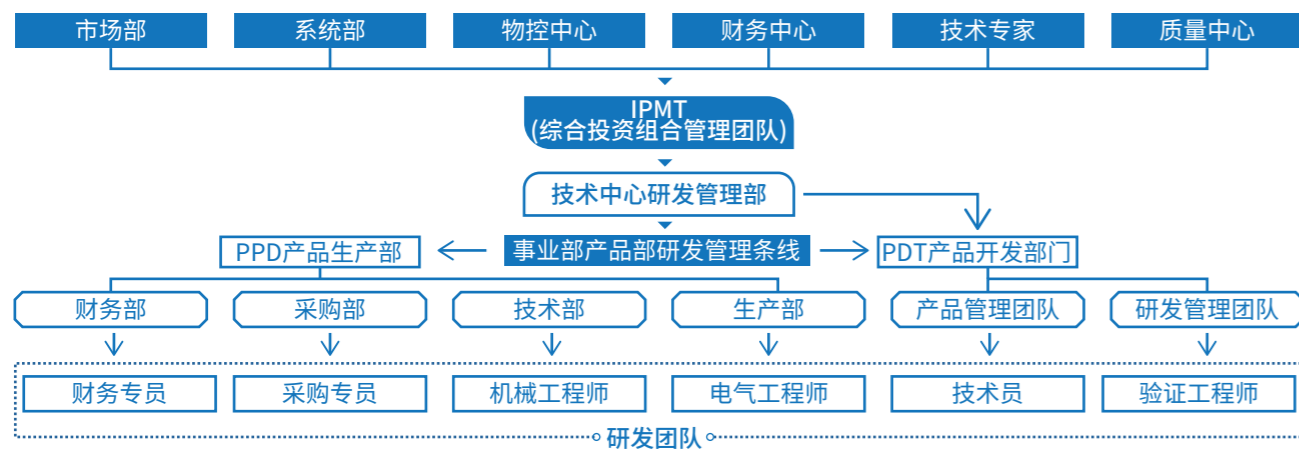 市场部
系统部
物控中心
财务中心
技术专家
质量中心
IPMT
(综合投资组合管理团队)
技术中心研发管理部
PPD产品生产部
事业部产品部研发管理条线
PDT产品开发部门
财务部
采购部
技术部
生产部
产品管理团队
研发管理团队
财务专员
采购专员
机械工程师
电气工程师
技术员
验证工程师
研发团队